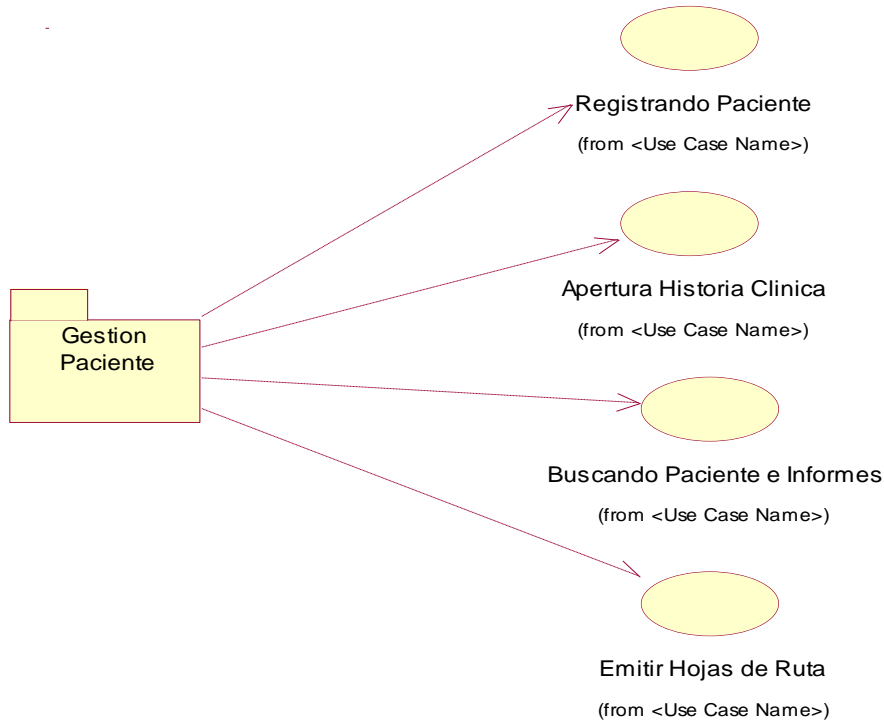 Registrando Paciente
(from <Use Case Name>)
Apertura Historia Clinica
(from <Use Case Name>)
Gestion
Paciente
Buscando Paciente e Informes
(from <Use Case Name>)
Emitir Hojas de Ruta
(from <Use Case Name>)